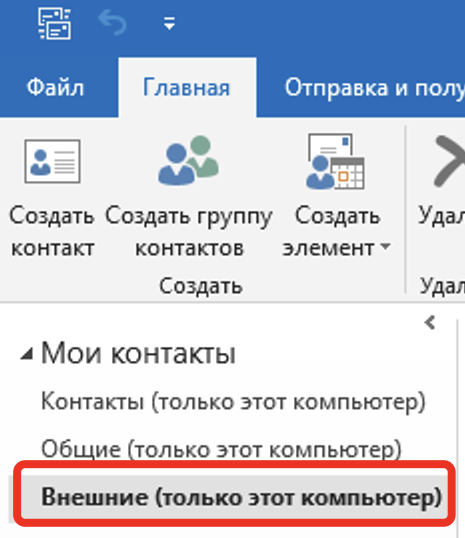 Файл Главная Отправка и полу
Создать контакт
Создать группу контактов
Создать элемент
Удал
Создать
Удал
Мои контакты
Контакты (только этот компьютер)
Общие (только этот компьютер)
Внешние (только этот компьютер)